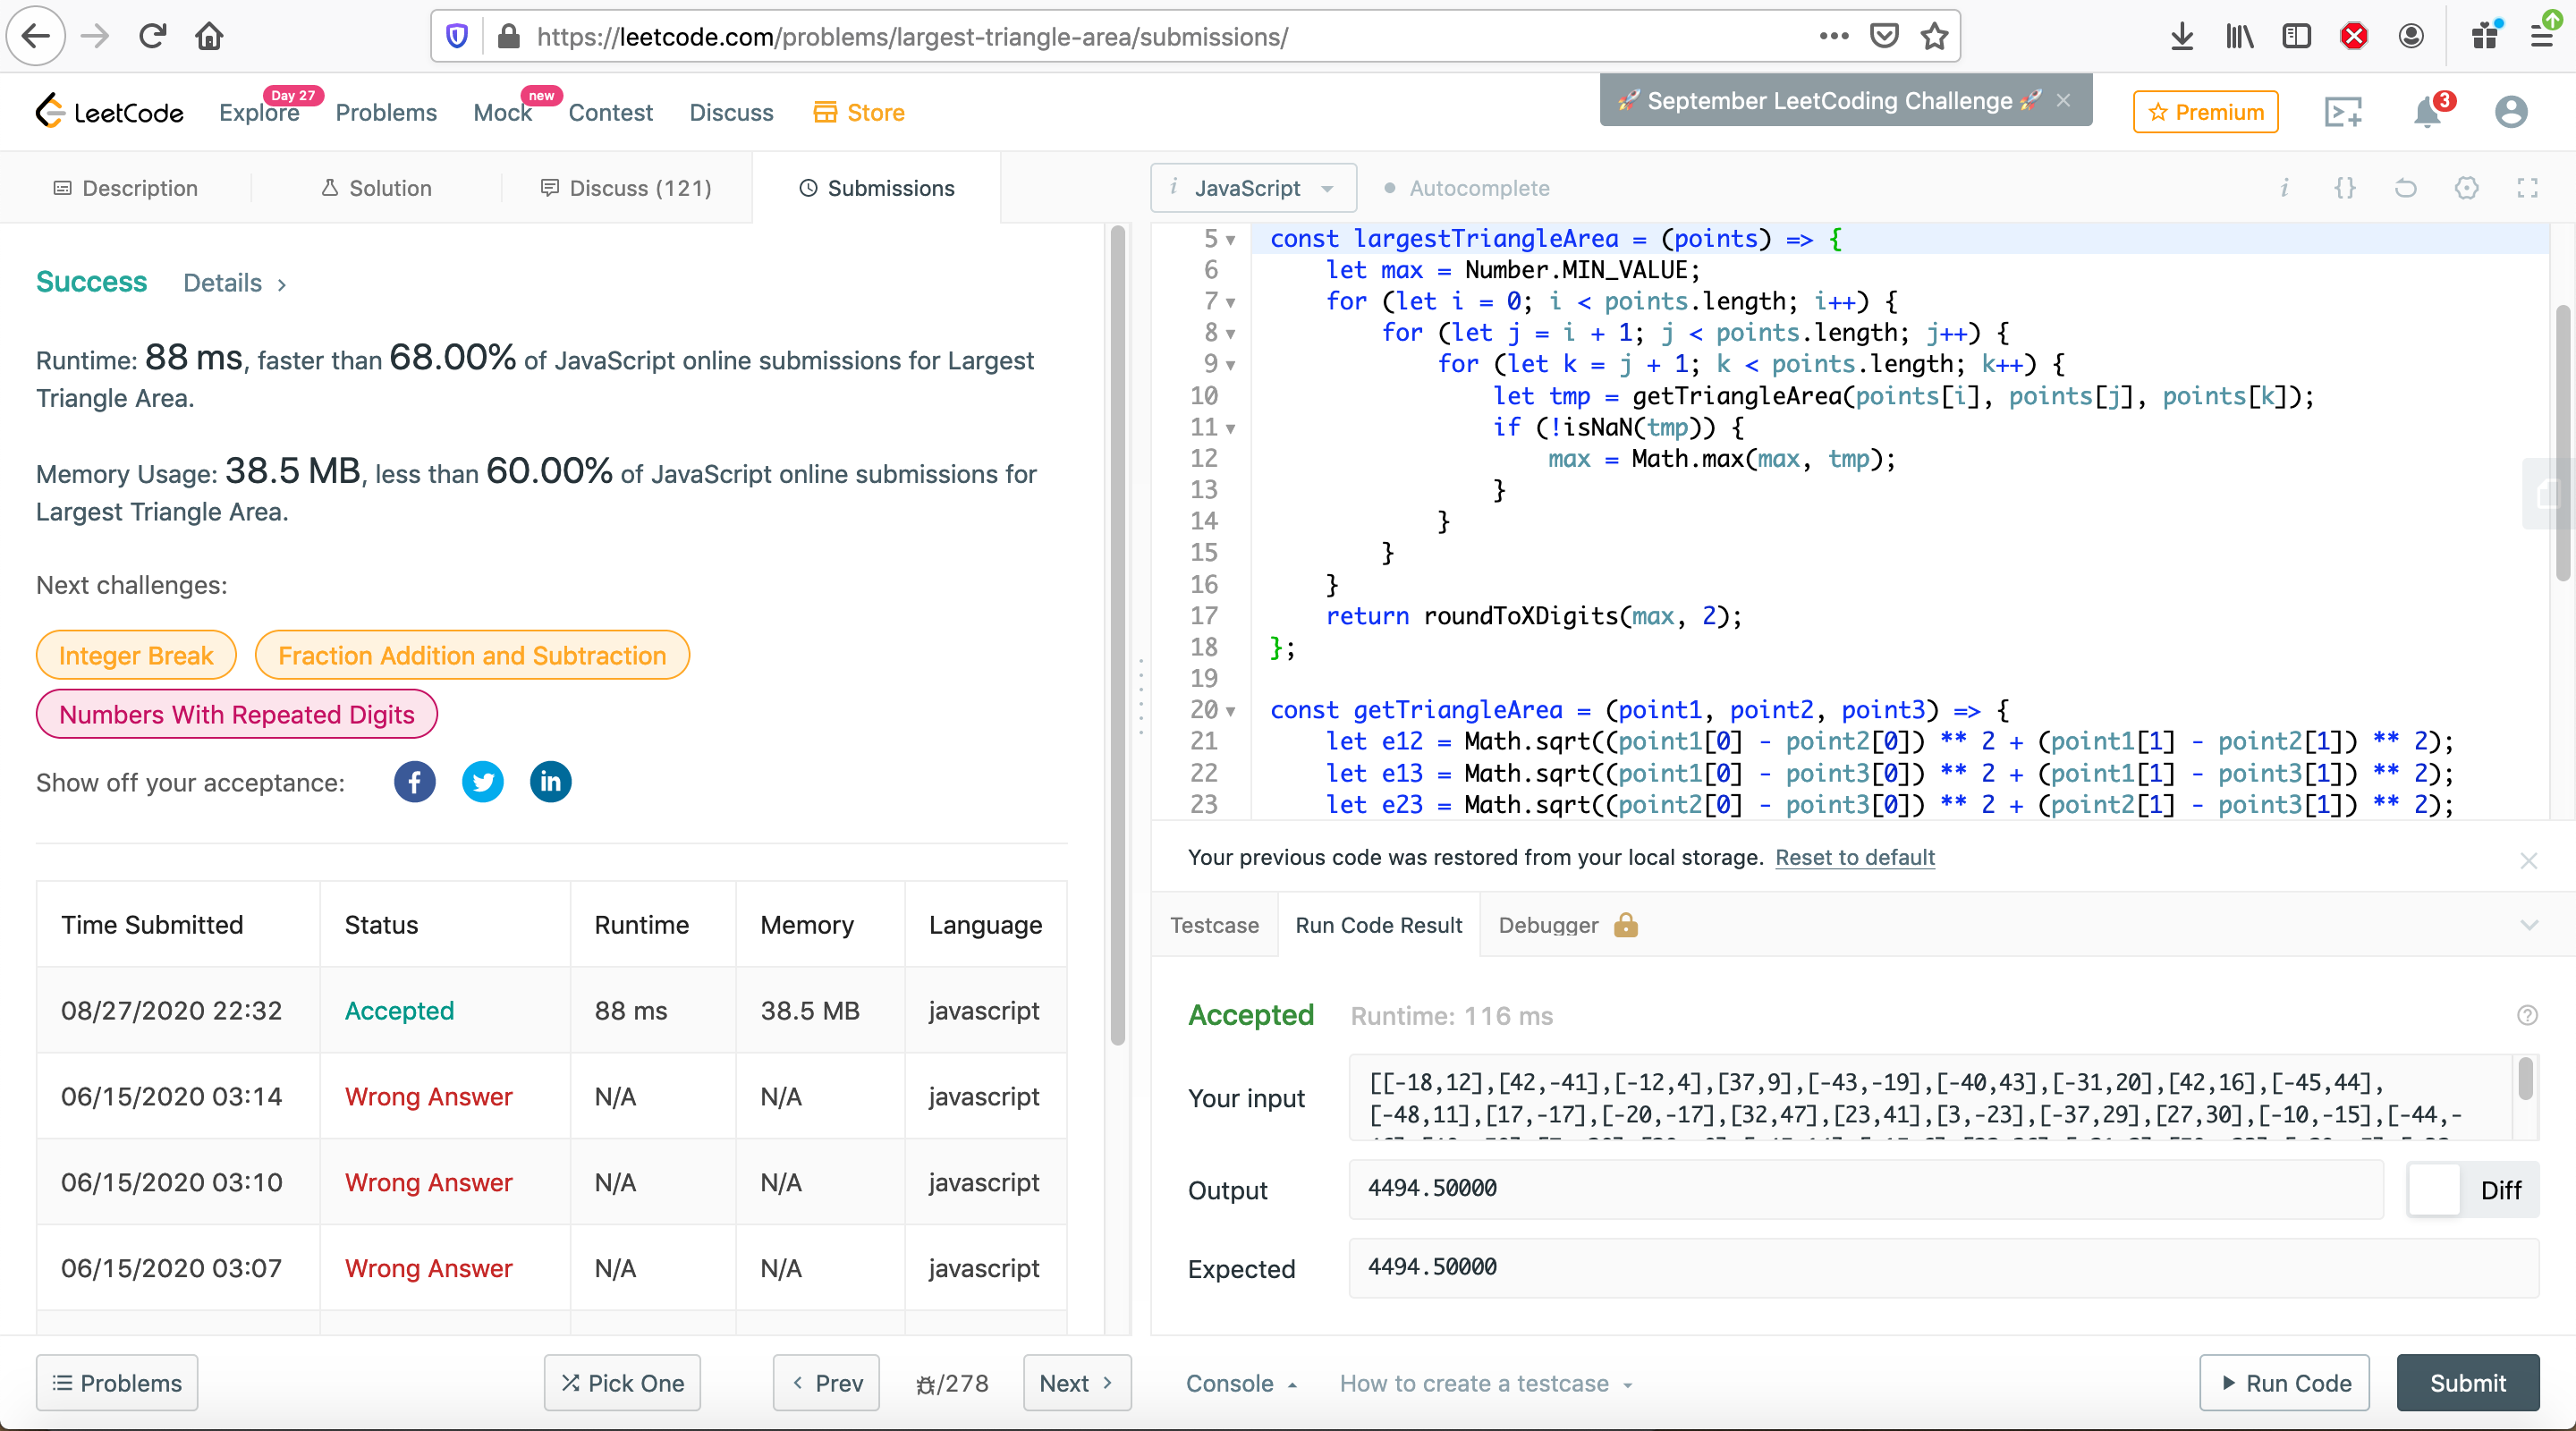 https://leetcode.com/problems/largest-triangle-area/submissions/
LeetCode
Explore
Day 27
Problems
Mock
new
Contest
Discuss
Store
🚀 September LeetCoding Challenge 🚀
Premium
3
Description
Solution
Discuss (121)
Submissions
Success
Details
Runtime: 88 ms, faster than 68.00% of JavaScript online submissions for Largest
Triangle Area.
Memory Usage: 38.5 MB, less than 60.00% of JavaScript online submissions for
Largest Triangle Area.
Next challenges:
Integer Break
Fraction Addition and Subtraction
Numbers With Repeated Digits
Show off your acceptance:
Time Submitted Status Runtime Memory Language
08/27/2020 22:32 Accepted 88 ms 38.5 MB javascript
06/15/2020 03:14 Wrong Answer N/A N/A javascript
06/15/2020 03:10 Wrong Answer N/A N/A javascript
06/15/2020 03:07 Wrong Answer N/A N/A javascript
Problems
Pick One
Prev
/278
Next
i JavaScript
Autocomplete
5 const largestTriangleArea = (points) => {
6 let max = Number.MIN_VALUE;
7 for (let i = 0; i < points.length; i++) {
8 for (let j = i + 1; j < points.length; j++) {
9 for (let k = j + 1; k < points.length; k++) {
10 let tmp = getTriangleArea(points[i], points[j], points[k]);
11 if (!isNaN(tmp)) {
12 max = Math.max(max, tmp);
13 }
14 }
15 }
16 }
17 return roundToXDigits(max, 2);
18 };
19
20 const getTriangleArea = (point1, point2, point3) => {
21 let e12 = Math.sqrt((point1[0] - point2[0]) ** 2 + (point1[1] - point2[1]) ** 2);
22 let e13 = Math.sqrt((point1[0] - point3[0]) ** 2 + (point1[1] - point3[1]) ** 2);
23 let e23 = Math.sqrt((point2[0] - point3[0]) ** 2 + (point2[1] - point3[1]) ** 2);
Your previous code was restored from your local storage. Reset to default
Testcase
Run Code Result
Debugger
Accepted
Runtime: 116 ms
Your input
[[-18,12],[42,-41],[-12,4],[37,9],[-43,-19],[-40,43],[-31,20],[42,16],[-45,44],
[-48,11],[17,-17],[-20,-17],[32,47],[23,41],[3,-23],[-37,29],[27,30],[-10,-15],[-44,-
Output
4494.50000
Diff
Expected
4494.50000
Console
How to create a testcase
Run Code
Submit